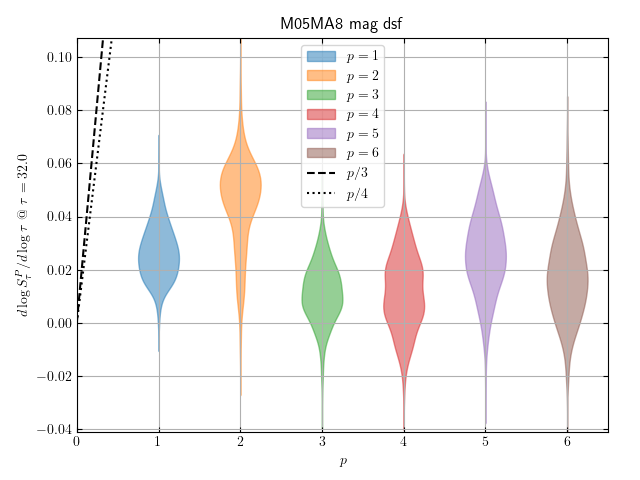 M05MA8 mag dsf
d log S_τ^P / d log τ @ τ = 32.0
0.10
0.08
0.06
0.04
0.02
0.00
−0.02
−0.04
p = 1
p = 2
p = 3
p = 4
p = 5
p = 6
p/3
p/4
0 1 2 3 4 5 6
p